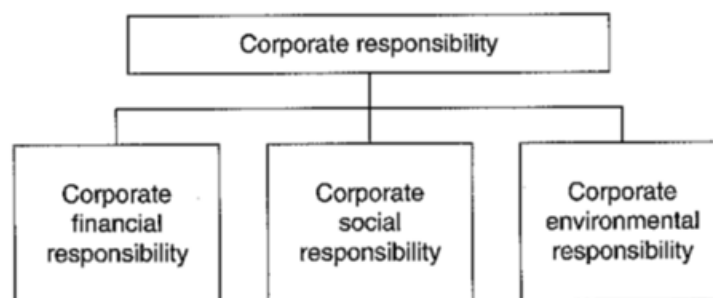 Corporate responsibility
Corporate
financial
responsibility
Corporate
social
responsibility
Corporate
environmental
responsibility